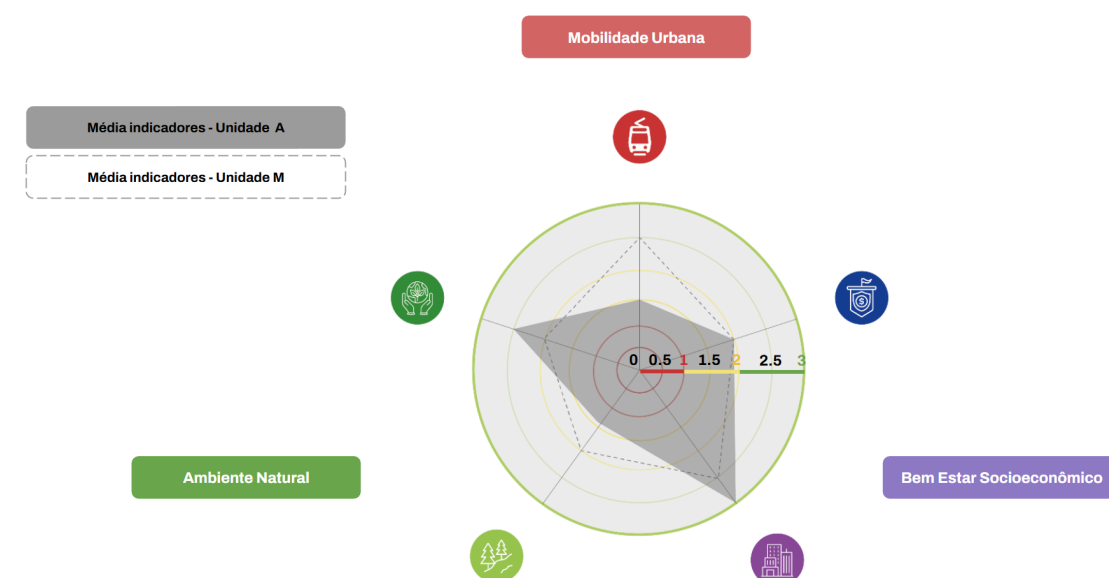 Mobilidade Urbana
Média indicadores - Unidade A
Média indicadores - Unidade M
0 0.5 1 1.5 2 2.5 3
$
Ambiente Natural
Bem Estar Socioeconômico